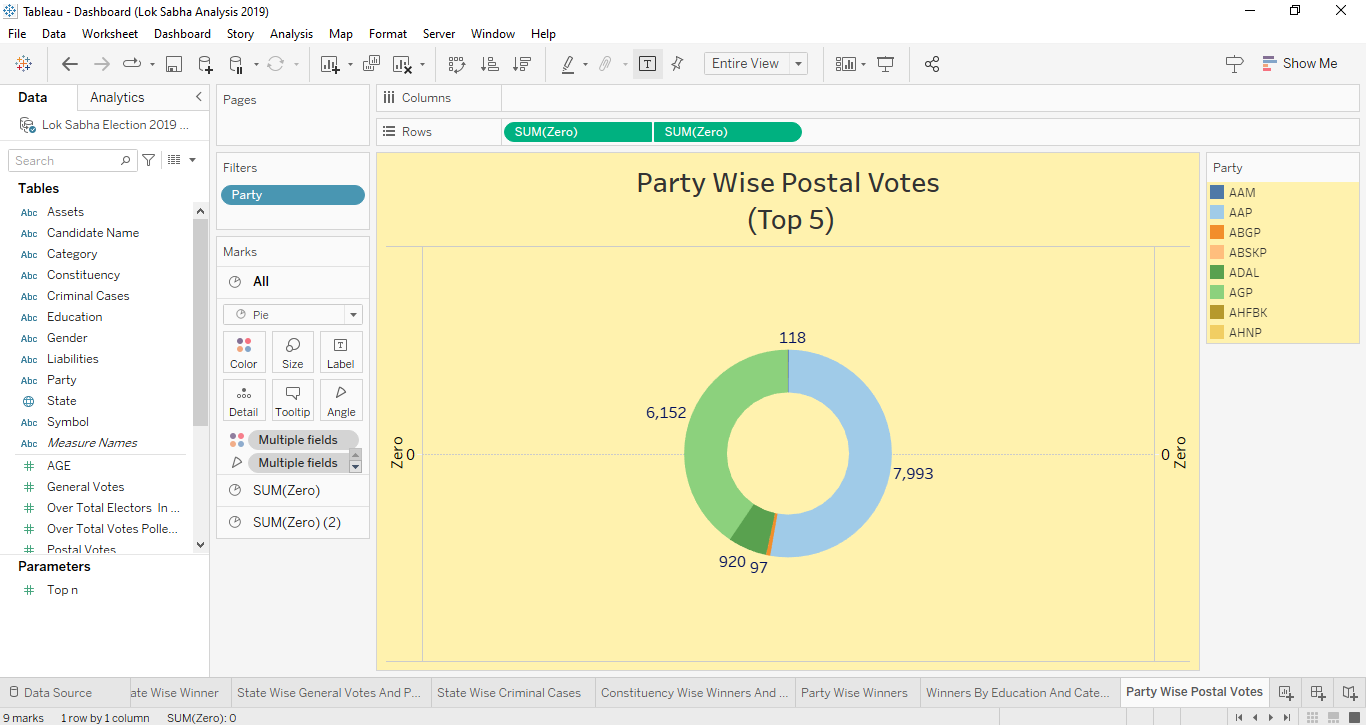 Tableau - Dashboard (Lok Sabha Analysis 2019)
File Data Worksheet Dashboard Story Analysis Map Format Server Window Help
Entire View
Show Me
Data Analytics
Lok Sabha Election 2019 ...
Search
Tables
Abc Assets
Abc Candidate Name
Abc Category
Abc Constituency
Abc Criminal Cases
Abc Education
Abc Gender
Abc Liabilities
Abc Party
State
Abc Symbol
Abc Measure Names
AGE
General Votes
Over Total Electors In ...
Over Total Votes Polle...
Postal Votes
Parameters
Top n
Pages
Filters
Party
Marks
All
Pie
Color Size Label
Detail Tooltip Angle
Multiple fields
Multiple fields
SUM(Zero)
SUM(Zero) (2)
Columns
Rows SUM(Zero) SUM(Zero)
Party Wise Postal Votes
(Top 5)
118
6,152
Zero 0
0 Zero
7,993
920 97
Party
AAM
AAP
ABGP
ABSKP
ADAL
AGP
AHFBK
AHNP
Data Source ate Wise Winner State Wise General Votes And P... State Wise Criminal Cases Constituency Wise Winners And ... Party Wise Winners Winners By Education And Cate... Party Wise Postal Votes
9 marks 1 row by 1 column SUM(Zero): 0